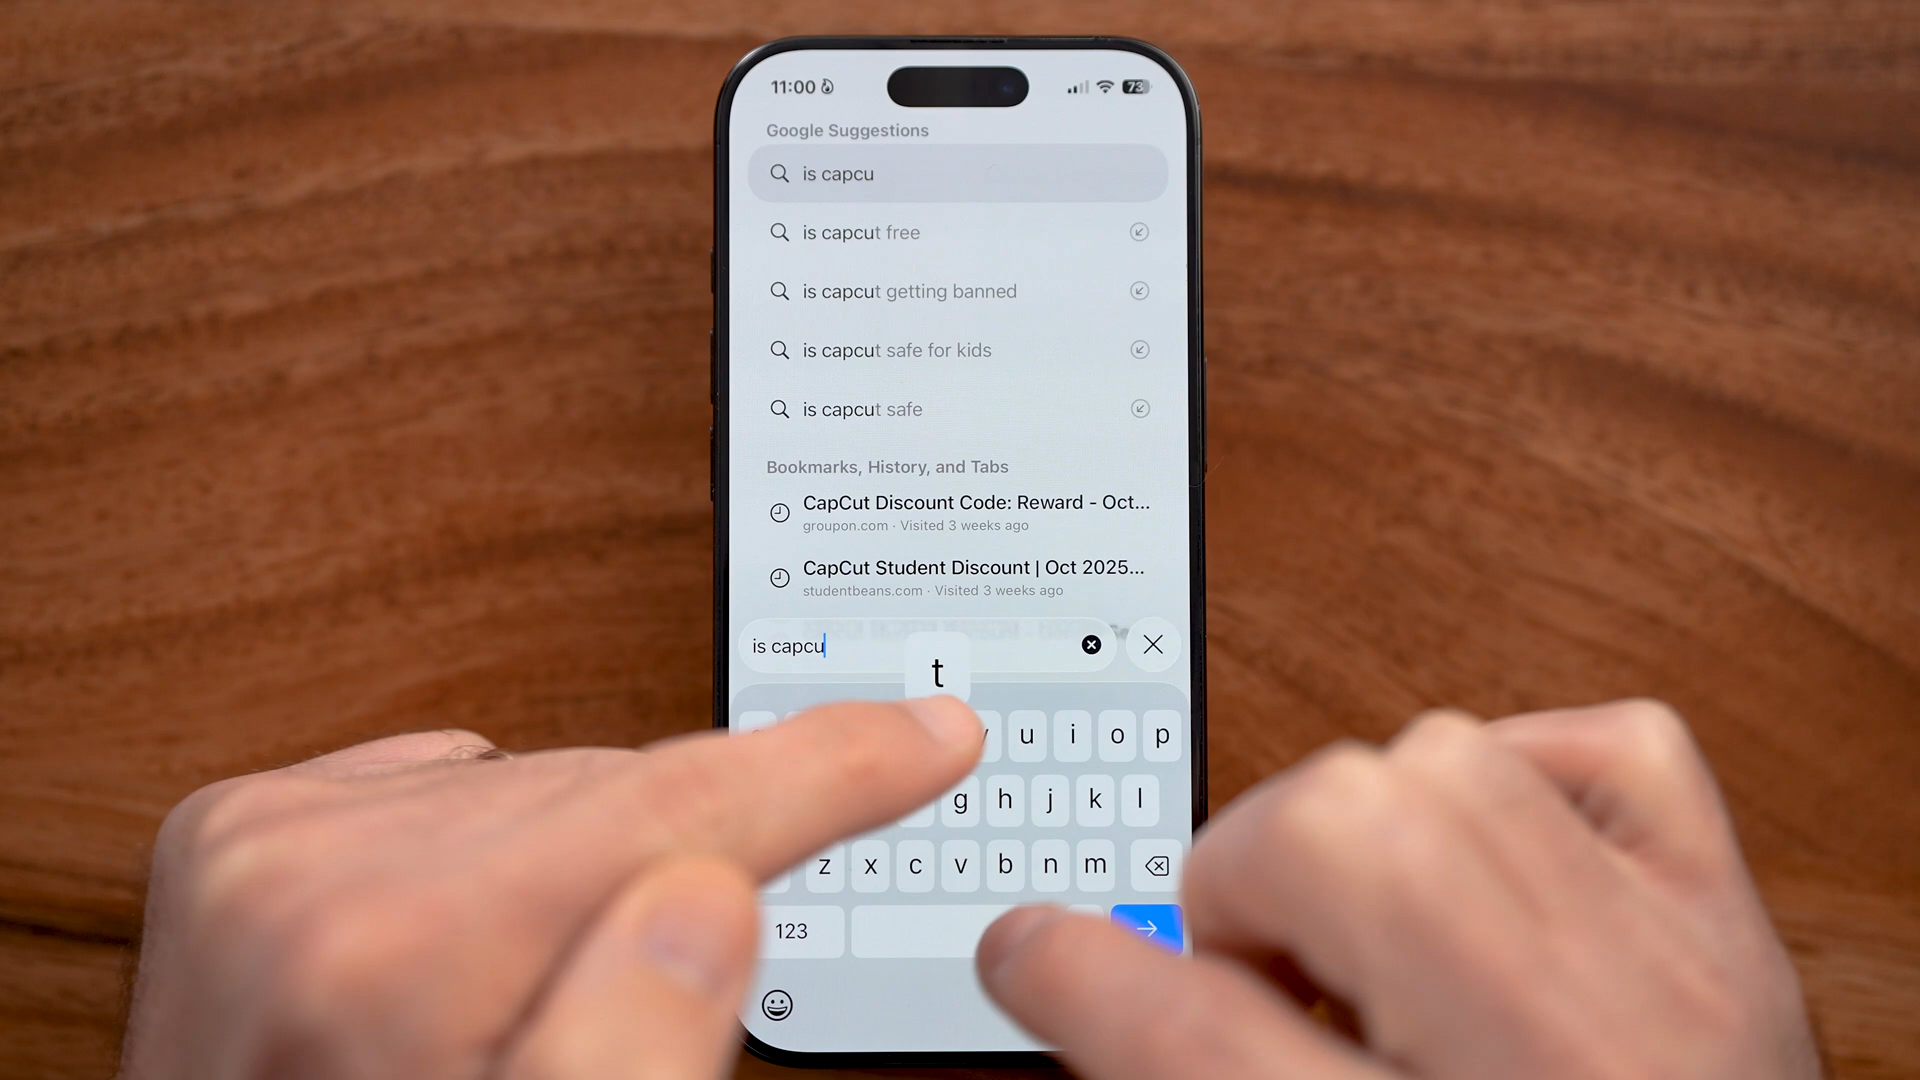 11:00
73
Google Suggestions
is capcu
is capcut free
is capcut getting banned
is capcut safe for kids
is capcut safe
Bookmarks, History, and Tabs
CapCut Discount Code: Reward - Oct...
groupon.com · Visited 3 weeks ago
CapCut Student Discount | Oct 2025...
studentbeans.com · Visited 3 weeks ago
is capcu
t
u i o p
g h j k l
z x c v b n m
123